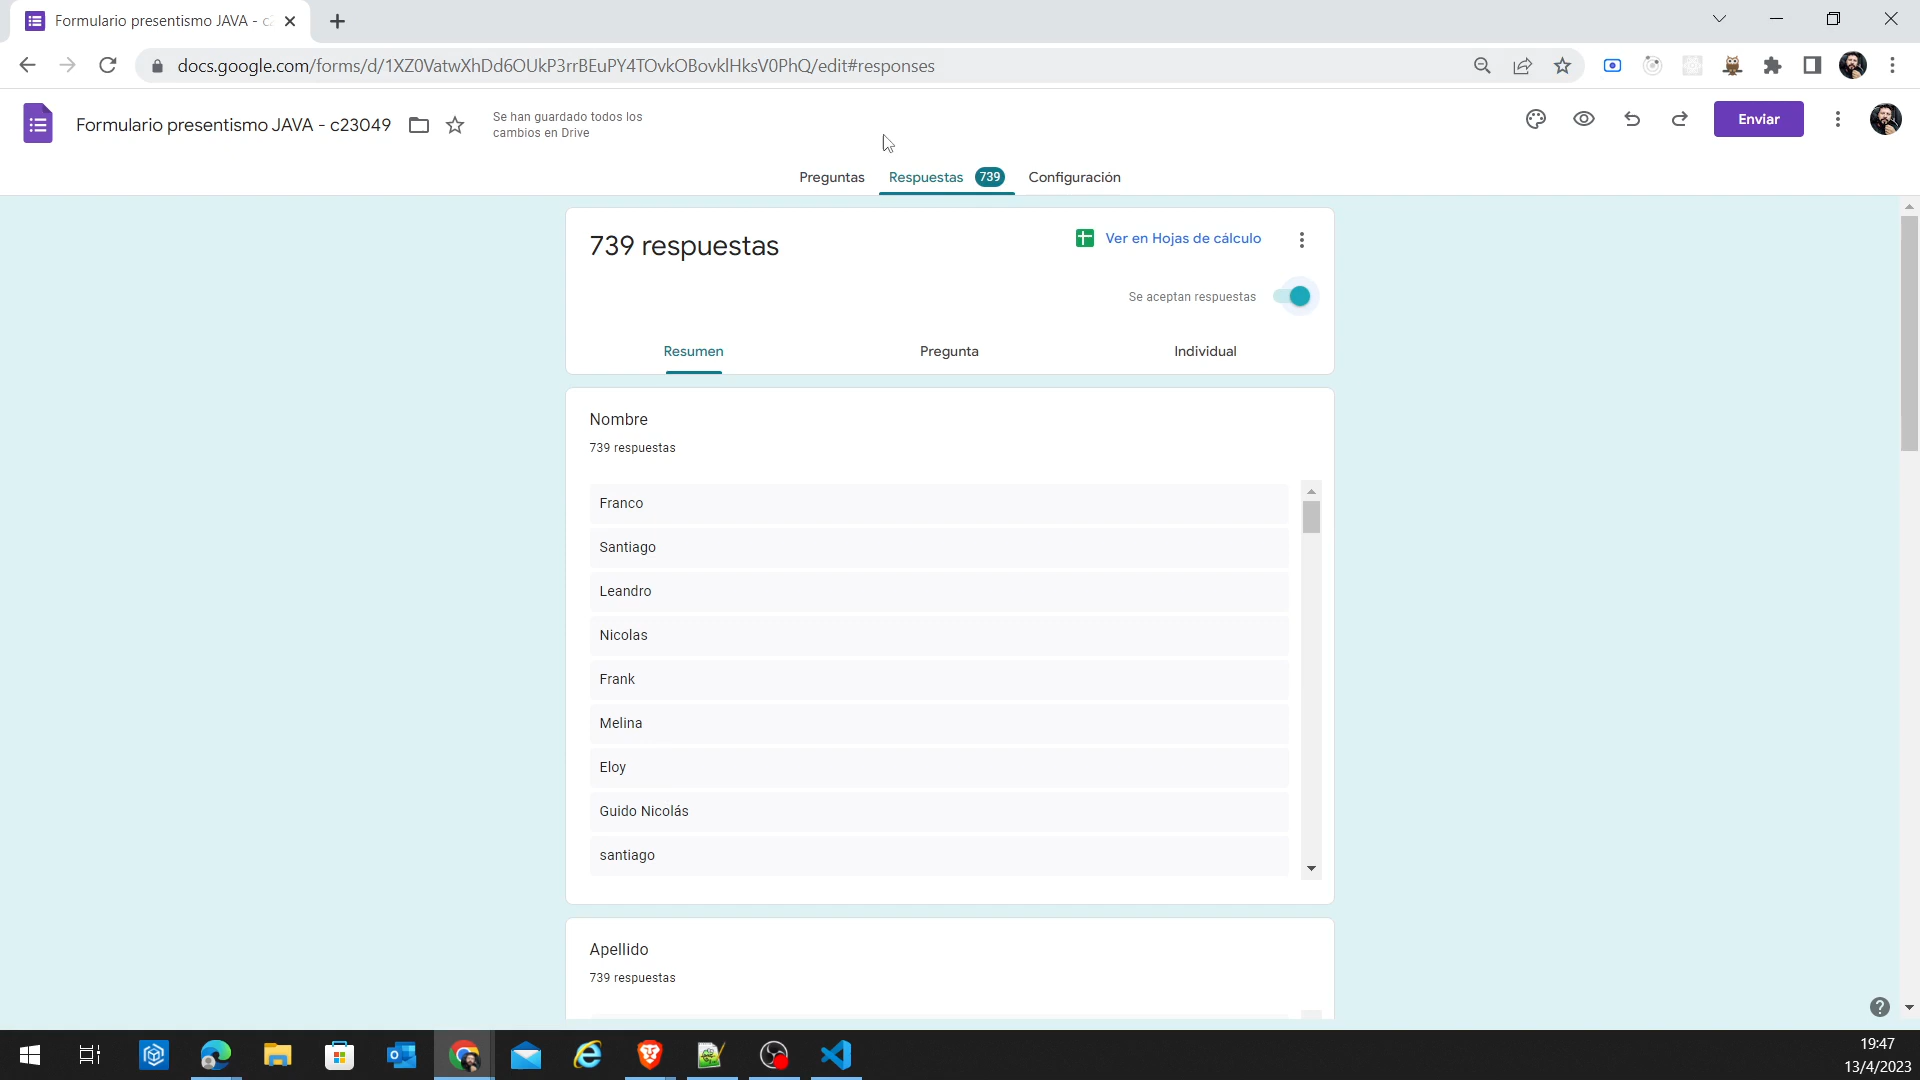 Formulario presentismo JAVA - c2
docs.google.com/forms/d/1XZ0VatwXhDd6OUkP3rrBEuPY4TOvkOBovklHksV0PhQ/edit#responses
Formulario presentismo JAVA - c23049
Se han guardado todos los
cambios en Drive
Enviar
Preguntas Respuestas 739 Configuración
739 respuestas
Ver en Hojas de cálculo
Se aceptan respuestas
Resumen Pregunta Individual
Nombre
739 respuestas
Franco
Santiago
Leandro
Nicolas
Frank
Melina
Eloy
Guido Nicolás
santiago
Apellido
739 respuestas
19:47
13/4/2023